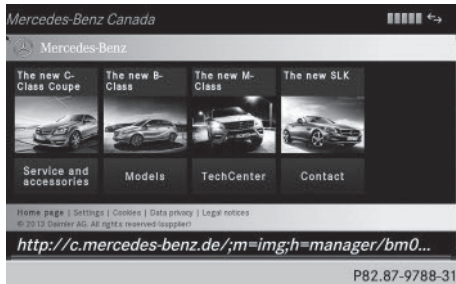 Mercedes-Benz Canada
Mercedes-Benz
The new C-
Class Coupe
The new B-
Class
The new M-
Class
The new SLK
Service and
accessories
Models
TechCenter
Contact
Home page | Settings | Cookies | Data privacy | Legal notices
© 2013 Daimler AG. All rights reserved (supplier)
http://c.mercedes-benz.de/;m=img;h=manager/bm0...
P82.87-9788-31